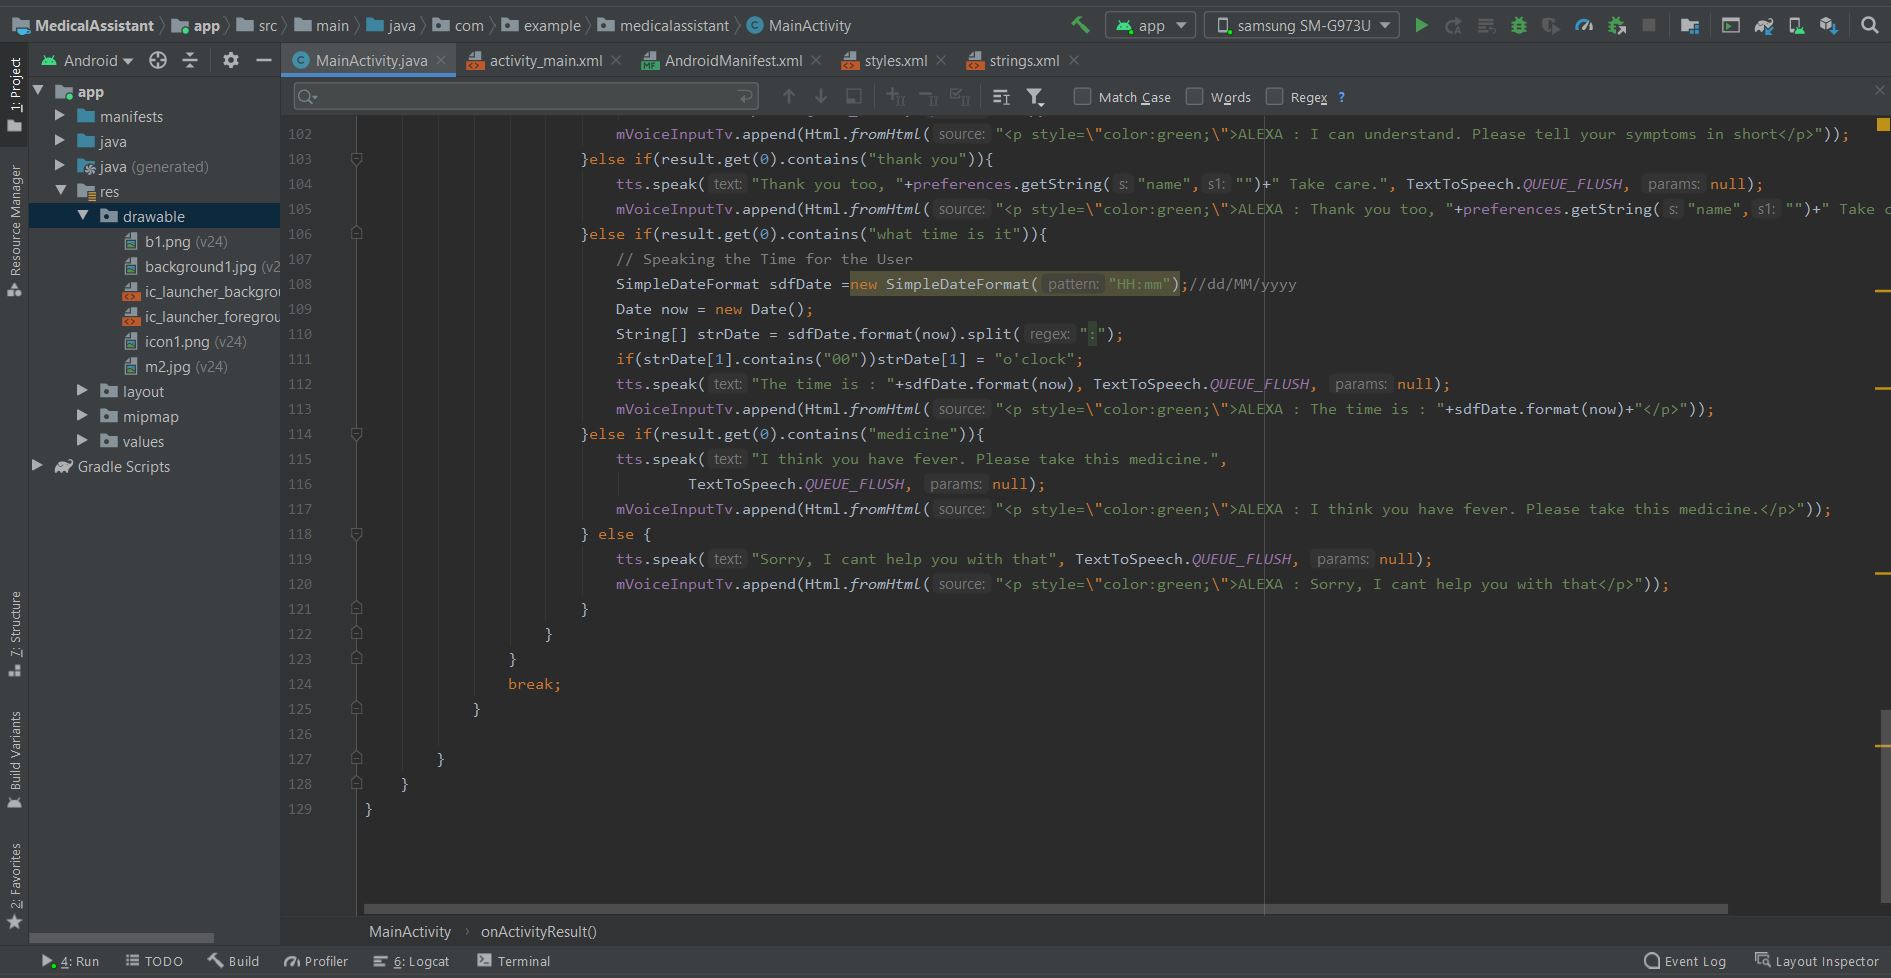 MedicalAssistant app src main java com example medicalassistant MainActivity app samsung SM-G973U
Android MainActivity.java activity_main.xml AndroidManifest.xml styles.xml strings.xml
Match Case Words Regex ?
1: Project
Resource Manager
7: Structure
Build Variants
2: Favorites
app
manifests
java
java (generated)
res
drawable
b1.png (v24)
background1.jpg (v2
ic_launcher_backgrou
ic_launcher_foregrou
icon1.png (v24)
m2.jpg (v24)
layout
mipmap
values
Gradle Scripts
102 mVoiceInputTv.append(Html.fromHtml( source: "<p style=\"color:green;\">ALEXA : I can understand. Please tell your symptoms in short</p>"));
103 }else if(result.get(0).contains("thank you")){
104 tts.speak( text: "Thank you too, "+preferences.getString( s: "name", s1: "")+" Take care.", TextToSpeech.QUEUE_FLUSH, params: null);
105 mVoiceInputTv.append(Html.fromHtml( source: "<p style=\"color:green;\">ALEXA : Thank you too, "+preferences.getString( s: "name", s1: "")+" Take c
106 }else if(result.get(0).contains("what time is it")){
107 // Speaking the Time for the User
108 SimpleDateFormat sdfDate =new SimpleDateFormat( pattern: "HH:mm");//dd/MM/yyyy
109 Date now = new Date();
110 String[] strDate = sdfDate.format(now).split( regex: ":");
111 if(strDate[1].contains("00"))strDate[1] = "o'clock";
112 tts.speak( text: "The time is : "+sdfDate.format(now), TextToSpeech.QUEUE_FLUSH, params: null);
113 mVoiceInputTv.append(Html.fromHtml( source: "<p style=\"color:green;\">ALEXA : The time is : "+sdfDate.format(now)+"</p>"));
114 }else if(result.get(0).contains("medicine")){
115 tts.speak( text: "I think you have fever. Please take this medicine.",
116 TextToSpeech.QUEUE_FLUSH, params: null);
117 mVoiceInputTv.append(Html.fromHtml( source: "<p style=\"color:green;\">ALEXA : I think you have fever. Please take this medicine.</p>"));
118 } else {
119 tts.speak( text: "Sorry, I cant help you with that", TextToSpeech.QUEUE_FLUSH, params: null);
120 mVoiceInputTv.append(Html.fromHtml( source: "<p style=\"color:green;\">ALEXA : Sorry, I cant help you with that</p>"));
121 }
122 }
123 }
124 break;
125 }
126
127 }
128 }
129 }
MainActivity onActivityResult()
4: Run TODO Build Profiler 6: Logcat Terminal Event Log Layout Inspector